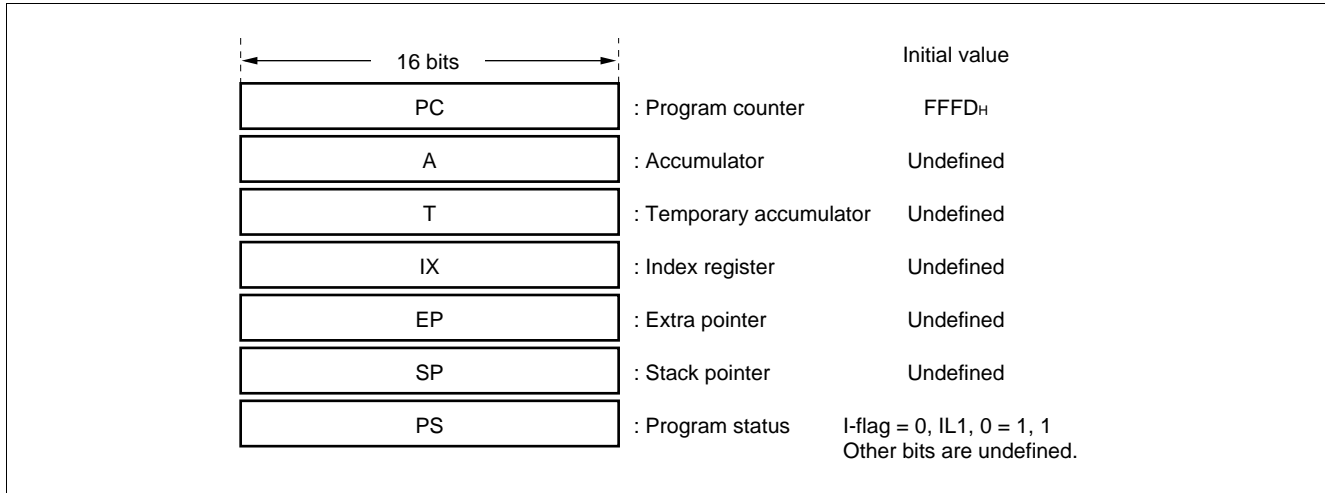 16 bits Initial value
PC : Program counter FFFDH
A : Accumulator Undefined
T : Temporary accumulator Undefined
IX : Index register Undefined
EP : Extra pointer Undefined
SP : Stack pointer Undefined
PS : Program status I-flag = 0, IL1, 0 = 1, 1
Other bits are undefined.